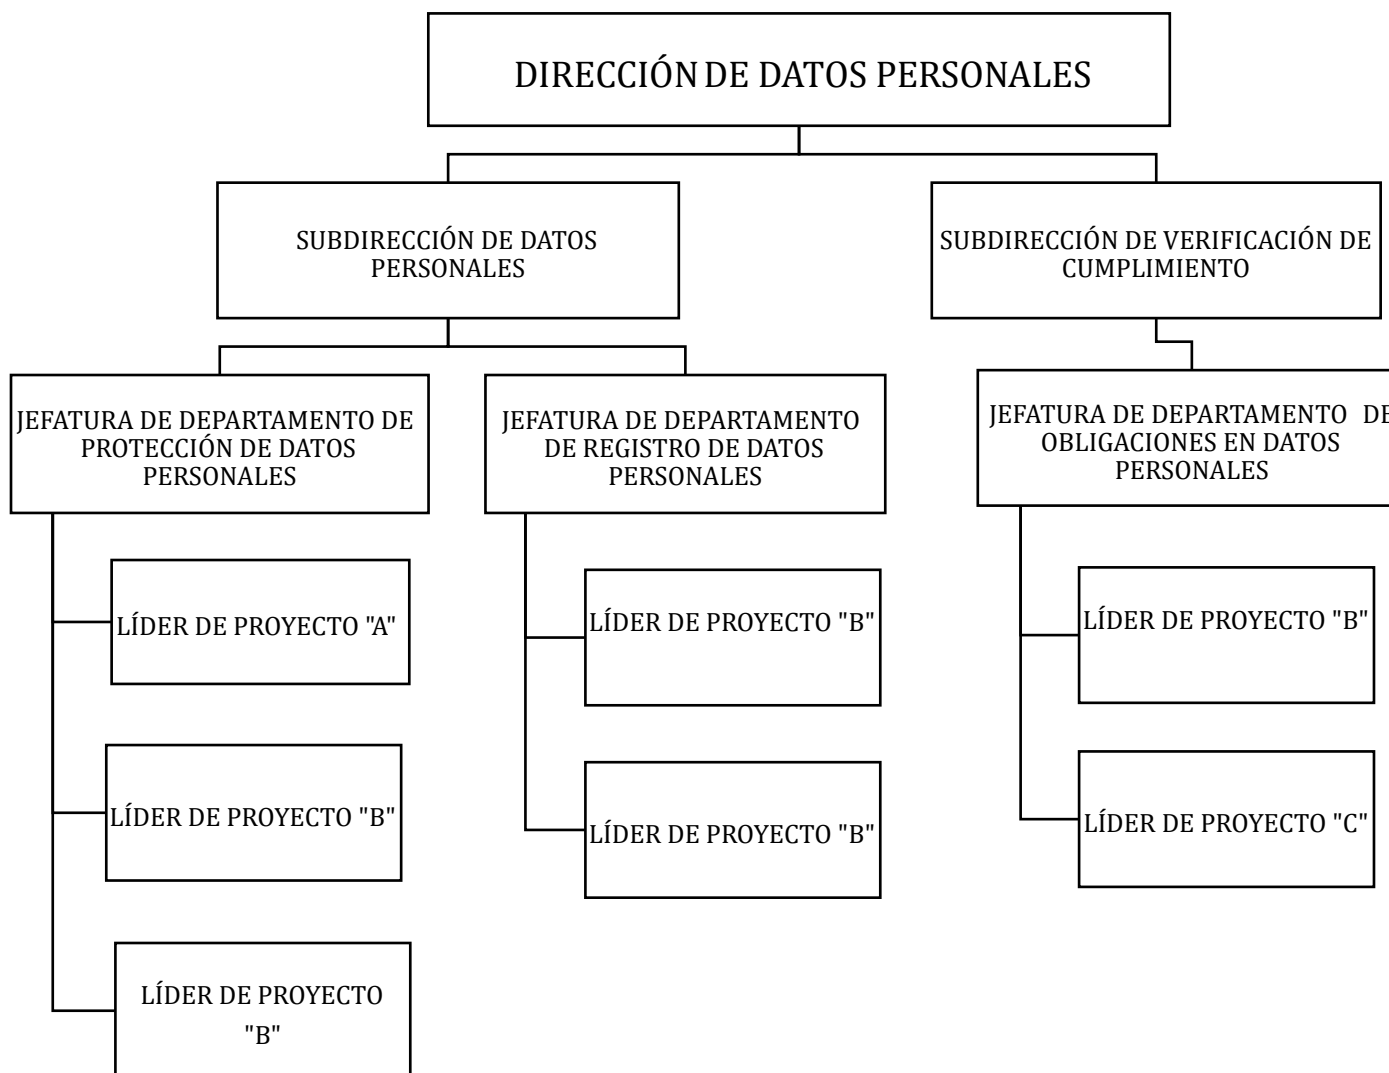 DIRECCIÓN DE DATOS PERSONALES
SUBDIRECCIÓN DE DATOS
PERSONALES
SUBDIRECCIÓN DE VERIFICACIÓN DE
CUMPLIMIENTO
JEFATURA DE DEPARTAMENTO DE
PROTECCIÓN DE DATOS
PERSONALES
JEFATURA DE DEPARTAMENTO
DE REGISTRO DE DATOS
PERSONALES
JEFATURA DE DEPARTAMENTO DE
OBLIGACIONES EN DATOS
PERSONALES
LÍDER DE PROYECTO "A"
LÍDER DE PROYECTO "B"
LÍDER DE PROYECTO
"B"
LÍDER DE PROYECTO "B"
LÍDER DE PROYECTO "B"
LÍDER DE PROYECTO "B"
LÍDER DE PROYECTO "C"